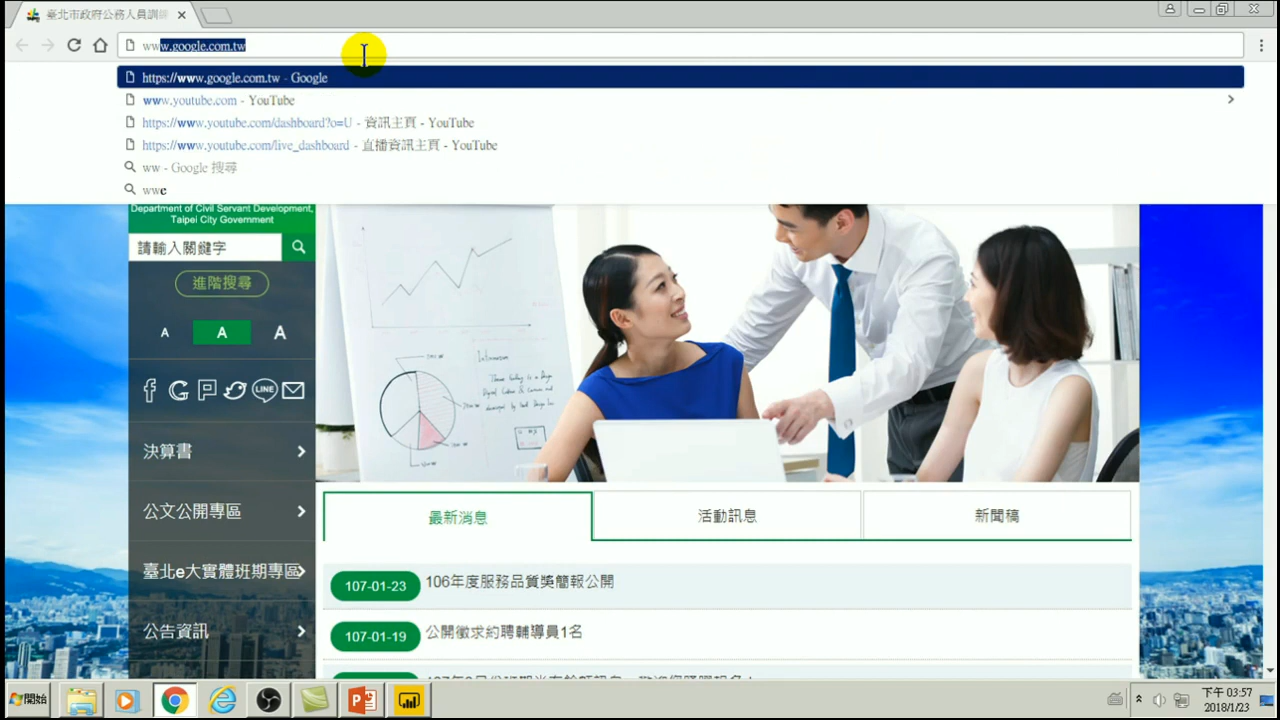 臺北市政府公務人員訓練
www.google.com.tw
https://www.google.com.tw - Google
www.youtube.com - YouTube
https://www.youtube.com/dashboard?o=U - 資訊主頁 - YouTube
https://www.youtube.com/live_dashboard - 直播資訊主頁 - YouTube
ww - Google 搜尋
wwe
Department of Civil Servant Development,
Taipei City Government
請輸入關鍵字
進階搜尋
A A A
LINE
決算書
公文公開專區
臺北e大實體班期專區
公告資訊
最新消息 活動訊息 新聞稿
107-01-23 106年度服務品質獎簡報公開
107-01-19 公開徵求約聘輔導員1名
開始
下午 03:57
2018/1/23